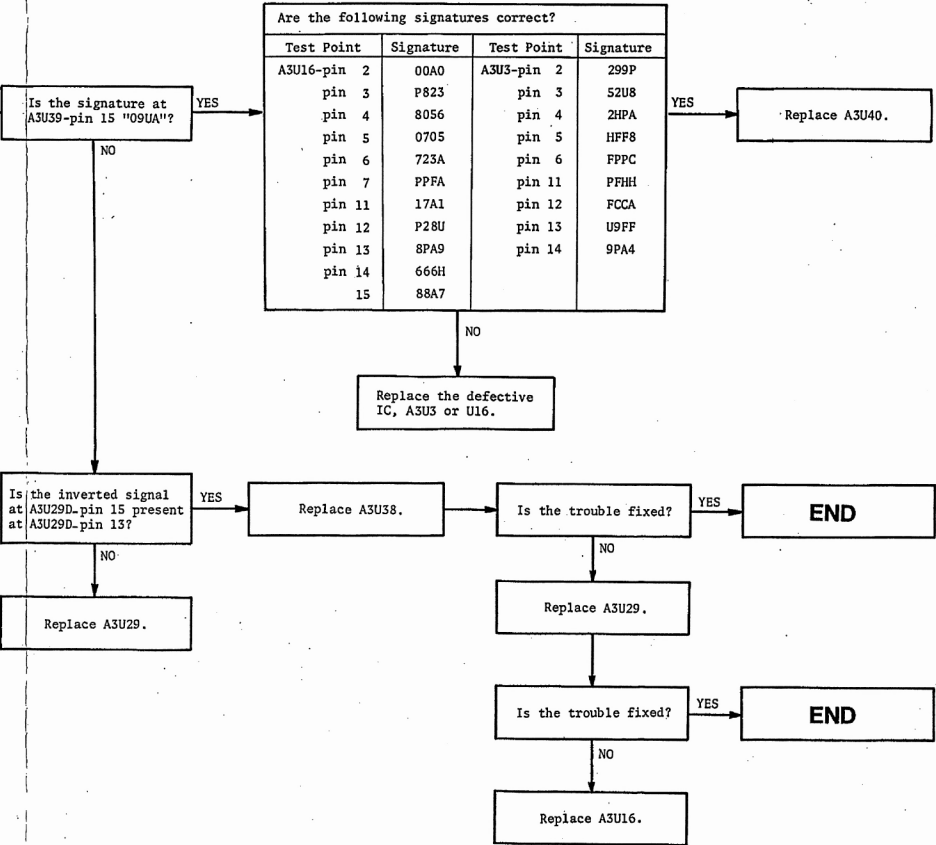 Are the following signatures correct?
Test Point Signature Test Point Signature
A3U16-pin 2 00A0 A3U3-pin 2 299P
pin 3 P823 pin 3 52U8
pin 4 8056 pin 4 2HPA
pin 5 0705 pin 5 HFF8
pin 6 723A pin 6 FPPC
pin 7 PPFA pin 11 PFHH
pin 11 17A1 pin 12 FCCA
pin 12 P28U pin 13 U9FF
pin 13 8PA9 pin 14 9PA4
pin 14 666H
15 88A7
Is the signature at
A3U39-pin 15 "09UA"?
YES
NO
YES
Replace A3U40.
NO
Replace the defective
IC, A3U3 or U16.
Is the inverted signal
at A3U29D-pin 15 present
at A3U29D-pin 13?
YES
Replace A3U38.
Is the trouble fixed?
YES
END
NO
NO
Replace A3U29.
Replace A3U29.
Is the trouble fixed?
YES
END
NO
Replace A3U16.